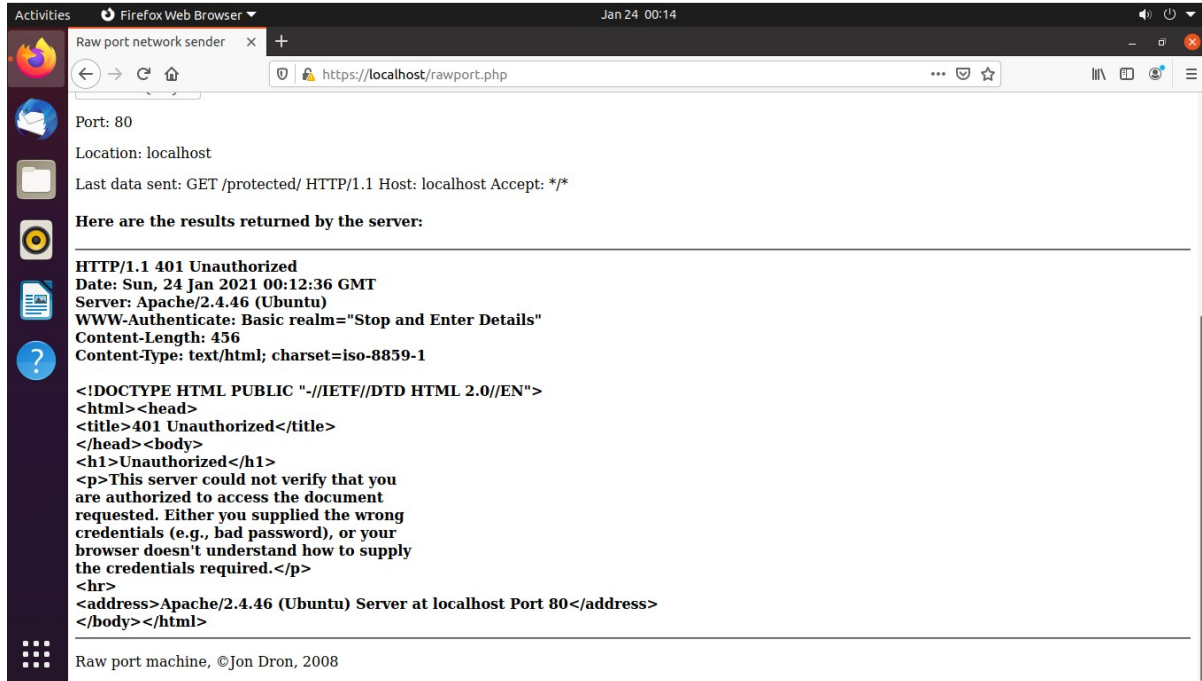 Activities Firefox Web Browser Jan 24 00:14
Raw port network sender
https://localhost/rawport.php
Port: 80
Location: localhost
Last data sent: GET /protected/ HTTP/1.1 Host: localhost Accept: */*
Here are the results returned by the server:
HTTP/1.1 401 Unauthorized
Date: Sun, 24 Jan 2021 00:12:36 GMT
Server: Apache/2.4.46 (Ubuntu)
WWW-Authenticate: Basic realm="Stop and Enter Details"
Content-Length: 456
Content-Type: text/html; charset=iso-8859-1
<!DOCTYPE HTML PUBLIC "-//IETF//DTD HTML 2.0//EN">
<html><head>
<title>401 Unauthorized</title>
</head><body>
<h1>Unauthorized</h1>
<p>This server could not verify that you
are authorized to access the document
requested. Either you supplied the wrong
credentials (e.g., bad password), or your
browser doesn't understand how to supply
the credentials required.</p>
<hr>
<address>Apache/2.4.46 (Ubuntu) Server at localhost Port 80</address>
</body></html>
Raw port machine, ©Jon Dron, 2008